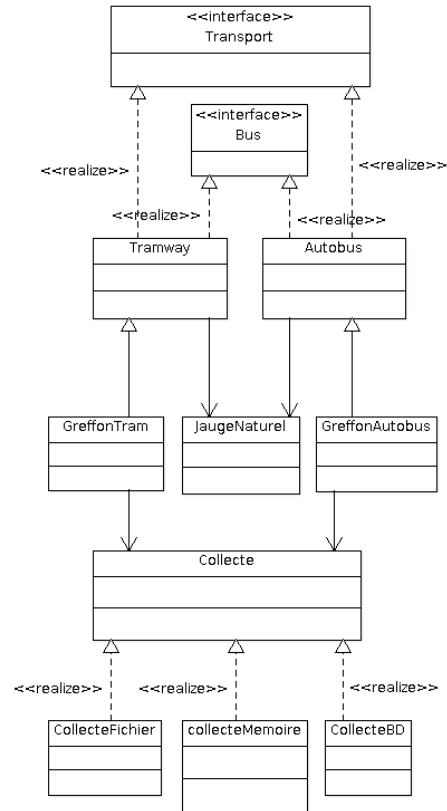 <<interface>>
Transport
<<interface>>
Bus
<<realize>>
<<realize>>
<<realize>>
<<realize>>
Tramway
Autobus
GreffonTram
JaugeNaturel
GreffonAutobus
Collecte
<<realize>>
<<realize>>
<<realize>>
CollecteFichier
collecteMemoire
CollecteBD